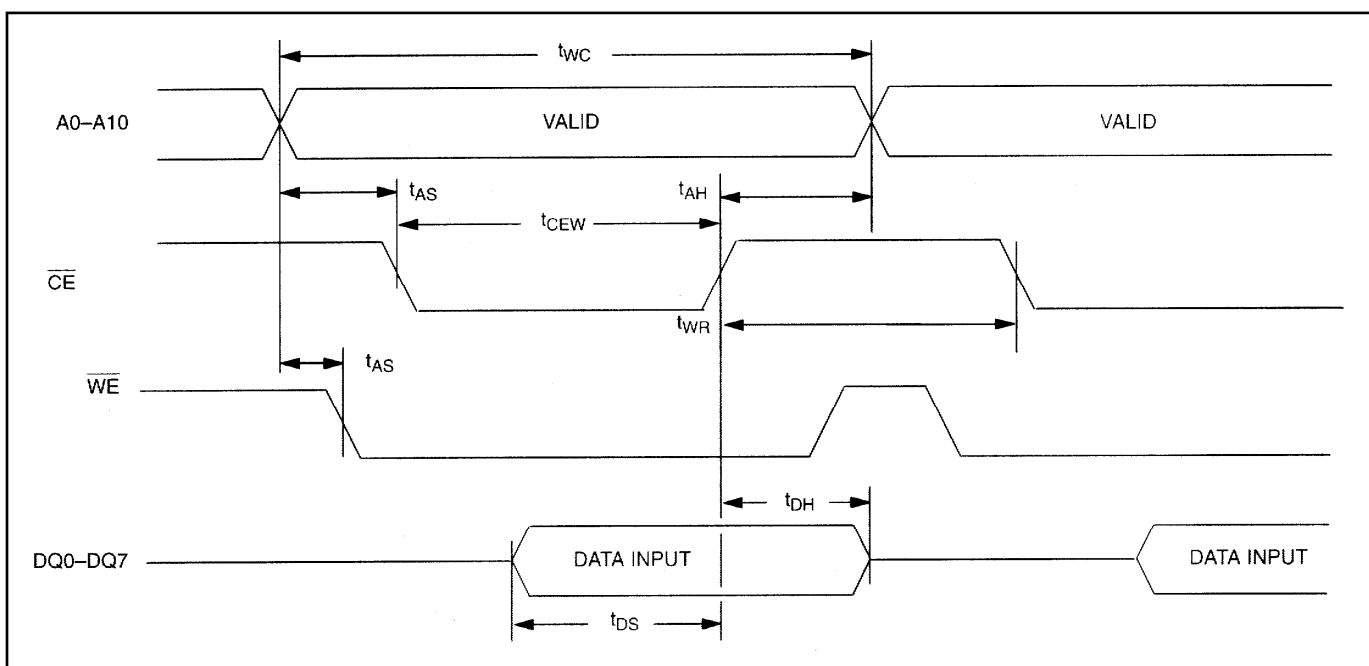 tWC
A0–A10 VALID VALID
tAS tAH
tCEW
CE
tWR
tAS
WE
tDH
DQ0–DQ7 DATA INPUT DATA INPUT
tDS